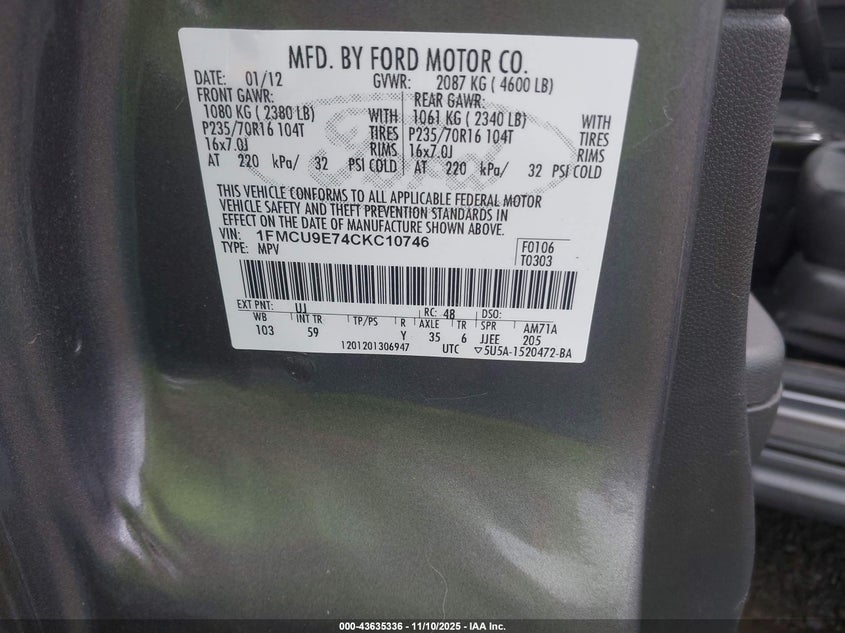 MFD. BY FORD MOTOR CO.
DATE: 01/12 GVWR: 2087 KG ( 4600 LB)
FRONT GAWR: REAR GAWR:
1080 KG ( 2380 LB) WITH 1061 KG ( 2340 LB) WITH
P235/70R16 104T TIRES P235/70R16 104T TIRES
16x7.0J RIMS 16x7.0J RIMS
AT 220 kPa/ 32 PSI COLD AT 220 kPa/ 32 PSI COLD
Ford
THIS VEHICLE CONFORMS TO ALL APPLICABLE FEDERAL MOTOR
VEHICLE SAFETY AND THEFT PREVENTION STANDARDS IN
EFFECT ON THE DATE OF MANUFACTURE SHOWN ABOVE.
VIN: 1FMCU9E74CKC10746
TYPE: MPV
F0106
T0303
EXT PNT: UJ RC: 48 DSO:
WB INT TR TP/PS R AXLE TR SPR AM71A
103 59 Y 35 6 JJEE 205
1201201306947 UTC ▽5U5A-1520472-BA
000-43635336 - 11/10/2025 - IAA Inc.